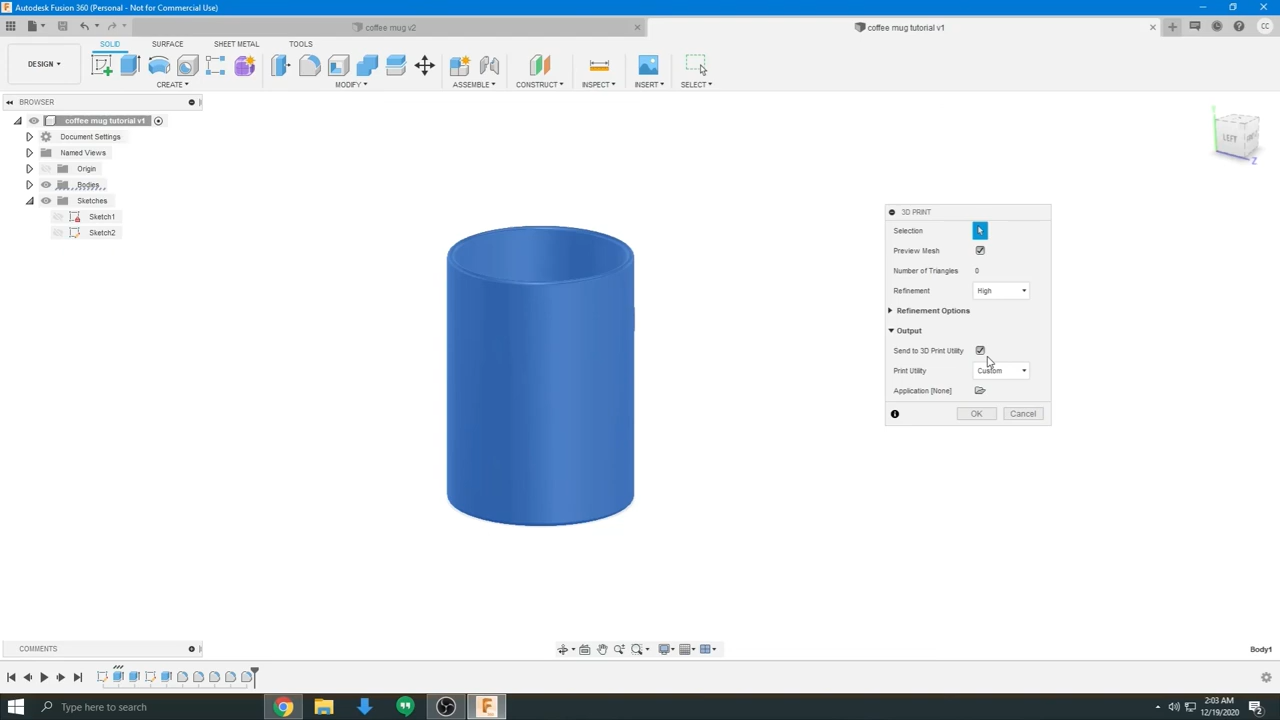 Autodesk Fusion 360 (Personal - Not for Commercial Use)
coffee mug v2
coffee mug tutorial v1
CC
SOLID
SURFACE
SHEET METAL
TOOLS
DESIGN
CREATE
MODIFY
ASSEMBLE
CONSTRUCT
INSPECT
INSERT
SELECT
BROWSER
coffee mug tutorial v1
Document Settings
Named Views
Origin
Bodies
Sketches
Sketch1
Sketch2
LEFT
Z
3D PRINT
Selection
Preview Mesh
Number of Triangles 0
Refinement High
Refinement Options
Output
Send to 3D Print Utility
Print Utility Custom
Application [None]
OK Cancel
COMMENTS
Body1
Type here to search
2:03 AM
12/19/2020
2